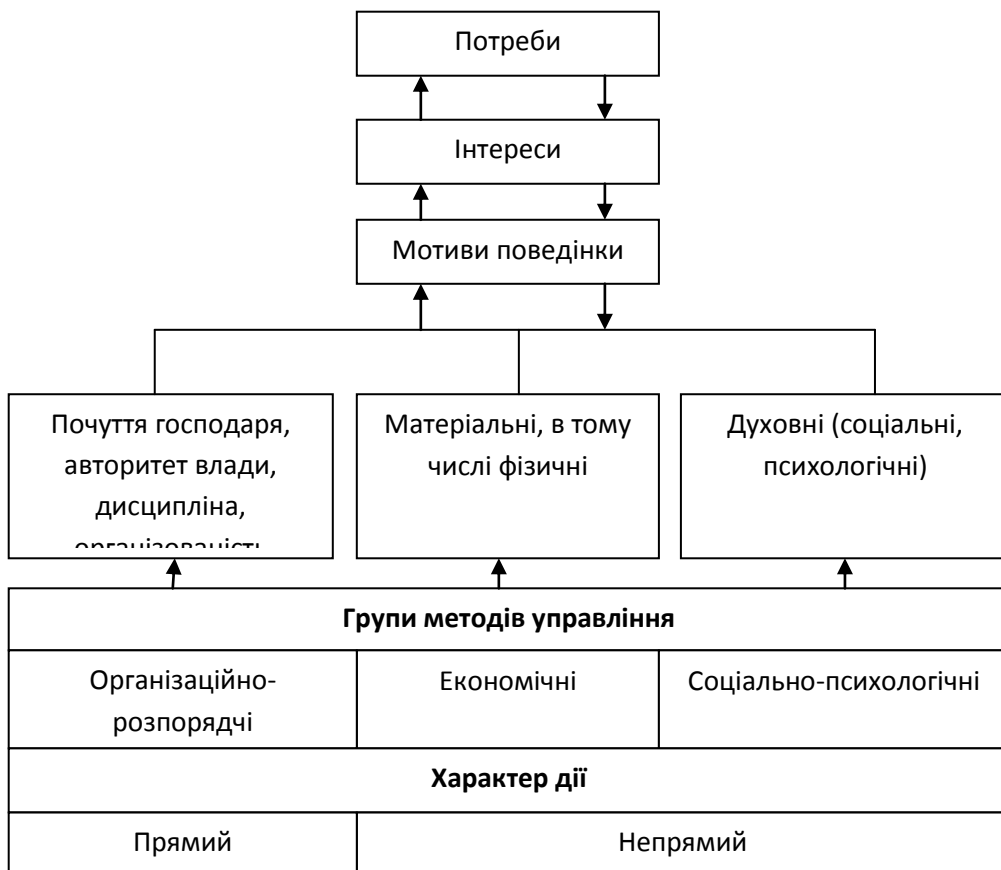 Потреби
Інтереси
Мотиви поведінки
Почуття господаря,
авторитет влади,
дисципліна,
організованість
Матеріальні, в тому
числі фізичні
Духовні (соціальні,
психологічні)
Групи методів управління
Організаційно-
розпорядчі
Економічні
Соціально-психологічні
Характер дії
Прямий
Непрямий